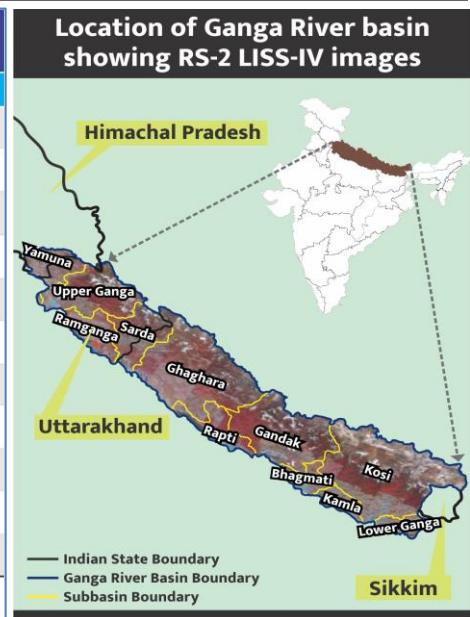 Location of Ganga River basin
showing RS-2 LISS-IV images
Himachal Pradesh
Yamuna
Upper Ganga
Sarda
Ramganga
Ghaghara
Uttarakhand
Rapti
Gandak
Bhagmati
Kosi
Kamla
Lower Ganga
Indian State Boundary
Ganga River Basin Boundary
Subbasin Boundary
Sikkim